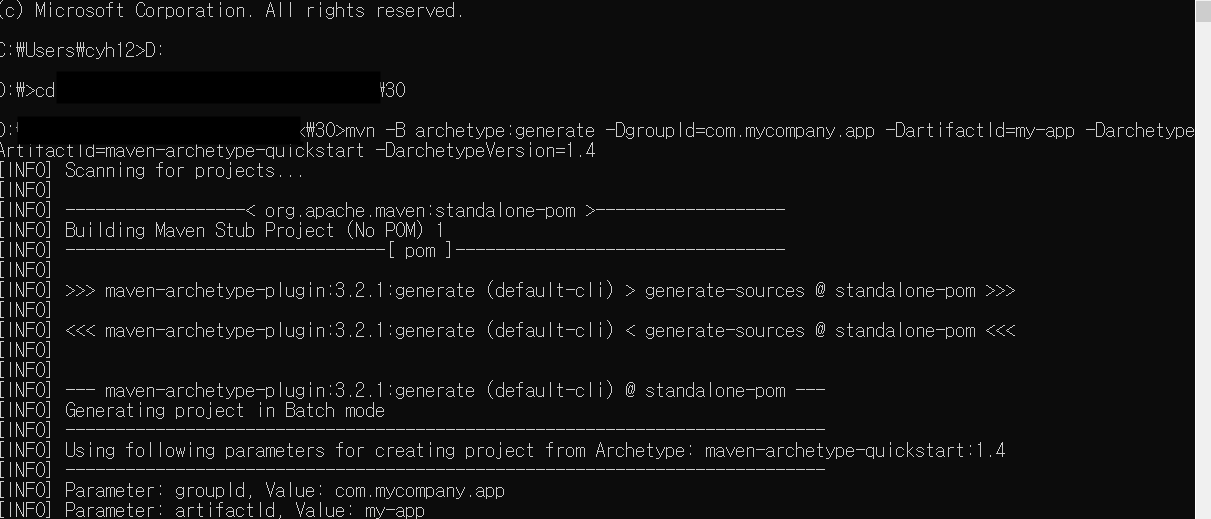 (c) Microsoft Corporation. All rights reserved.
C:₩Users₩cyh12>D:
D:₩>cd ₩30
D:₩ k₩30>mvn -B archetype:generate -DgroupId=com.mycompany.app -DartifactId=my-app -Darchetype
ArtifactId=maven-archetype-quickstart -DarchetypeVersion=1.4
[INFO] Scanning for projects...
[INFO]
[INFO] ------------------< org.apache.maven:standalone-pom >-------------------
[INFO] Building Maven Stub Project (No POM) 1
[INFO] --------------------------------[ pom ]---------------------------------
[INFO]
[INFO] >>> maven-archetype-plugin:3.2.1:generate (default-cli) > generate-sources @ standalone-pom >>>
[INFO]
[INFO] <<< maven-archetype-plugin:3.2.1:generate (default-cli) < generate-sources @ standalone-pom <<<
[INFO]
[INFO]
[INFO] --- maven-archetype-plugin:3.2.1:generate (default-cli) @ standalone-pom ---
[INFO] Generating project in Batch mode
[INFO] ----------------------------------------------------------------------------
[INFO] Using following parameters for creating project from Archetype: maven-archetype-quickstart:1.4
[INFO] ----------------------------------------------------------------------------
[INFO] Parameter: groupId, Value: com.mycompany.app
[INFO] Parameter: artifactId, Value: my-app